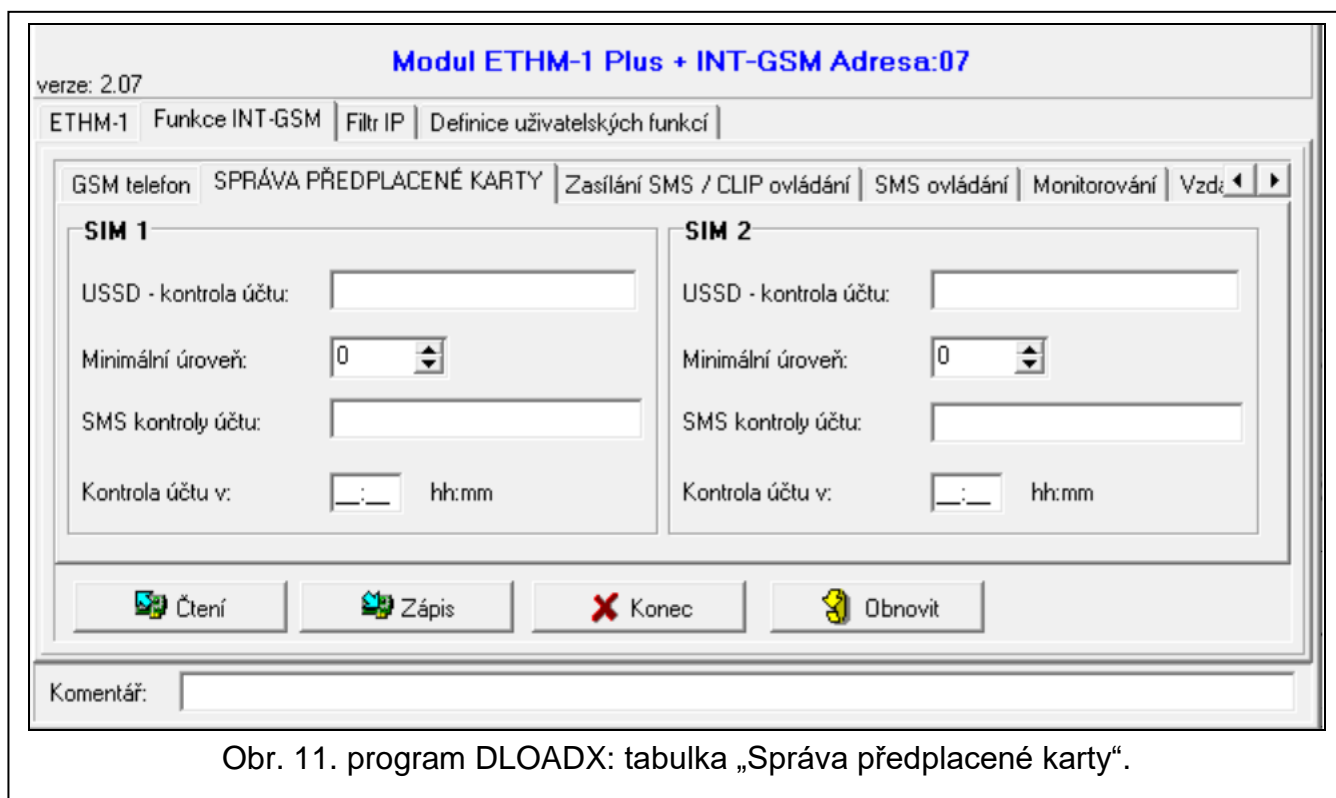 Modul ETHM-1 Plus + INT-GSM Adresa:07
verze: 2.07
ETHM-1 Funkce INT-GSM Filtr IP Definice uživatelských funkcí
GSM telefon SPRÁVA PŘEDPLACENÉ KARTY Zasílání SMS / CLIP ovládání SMS ovládání Monitorování
SIM 1 SIM 2
USSD - kontrola účtu: USSD - kontrola účtu:
Minimální úroveň: 0 Minimální úroveň: 0
SMS kontroly účtu: SMS kontroly účtu:
Kontrola účtu v: __:__ hh:mm Kontrola účtu v: __:__ hh:mm
Čtení Zápis Konec Obnovit
Komentář:
Obr. 11. program DLOADX: tabulka „Správa předplacené karty“.